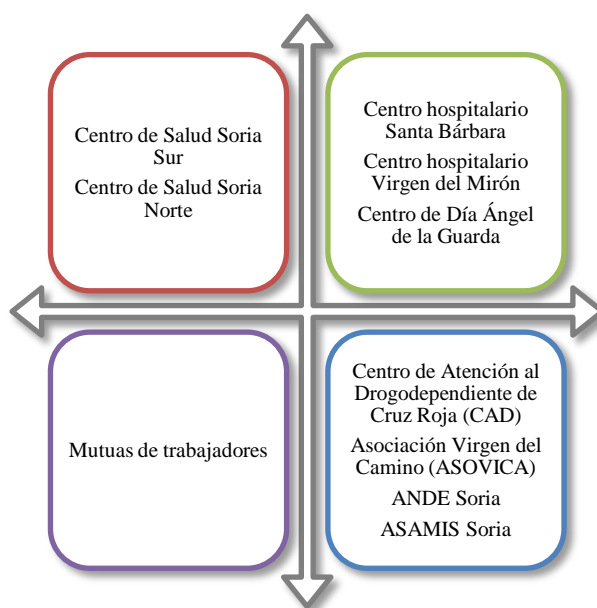 Centro de Salud Soria
Sur
Centro de Salud Soria
Norte
Centro hospitalario
Santa Bárbara
Centro hospitalario
Virgen del Mirón
Centro de Día Ángel
de la Guarda
Mutuas de trabajadores
Centro de Atención al
Drogodependiente de
Cruz Roja (CAD)
Asociación Virgen del
Camino (ASOVICA)
ANDE Soria
ASAMIS Soria